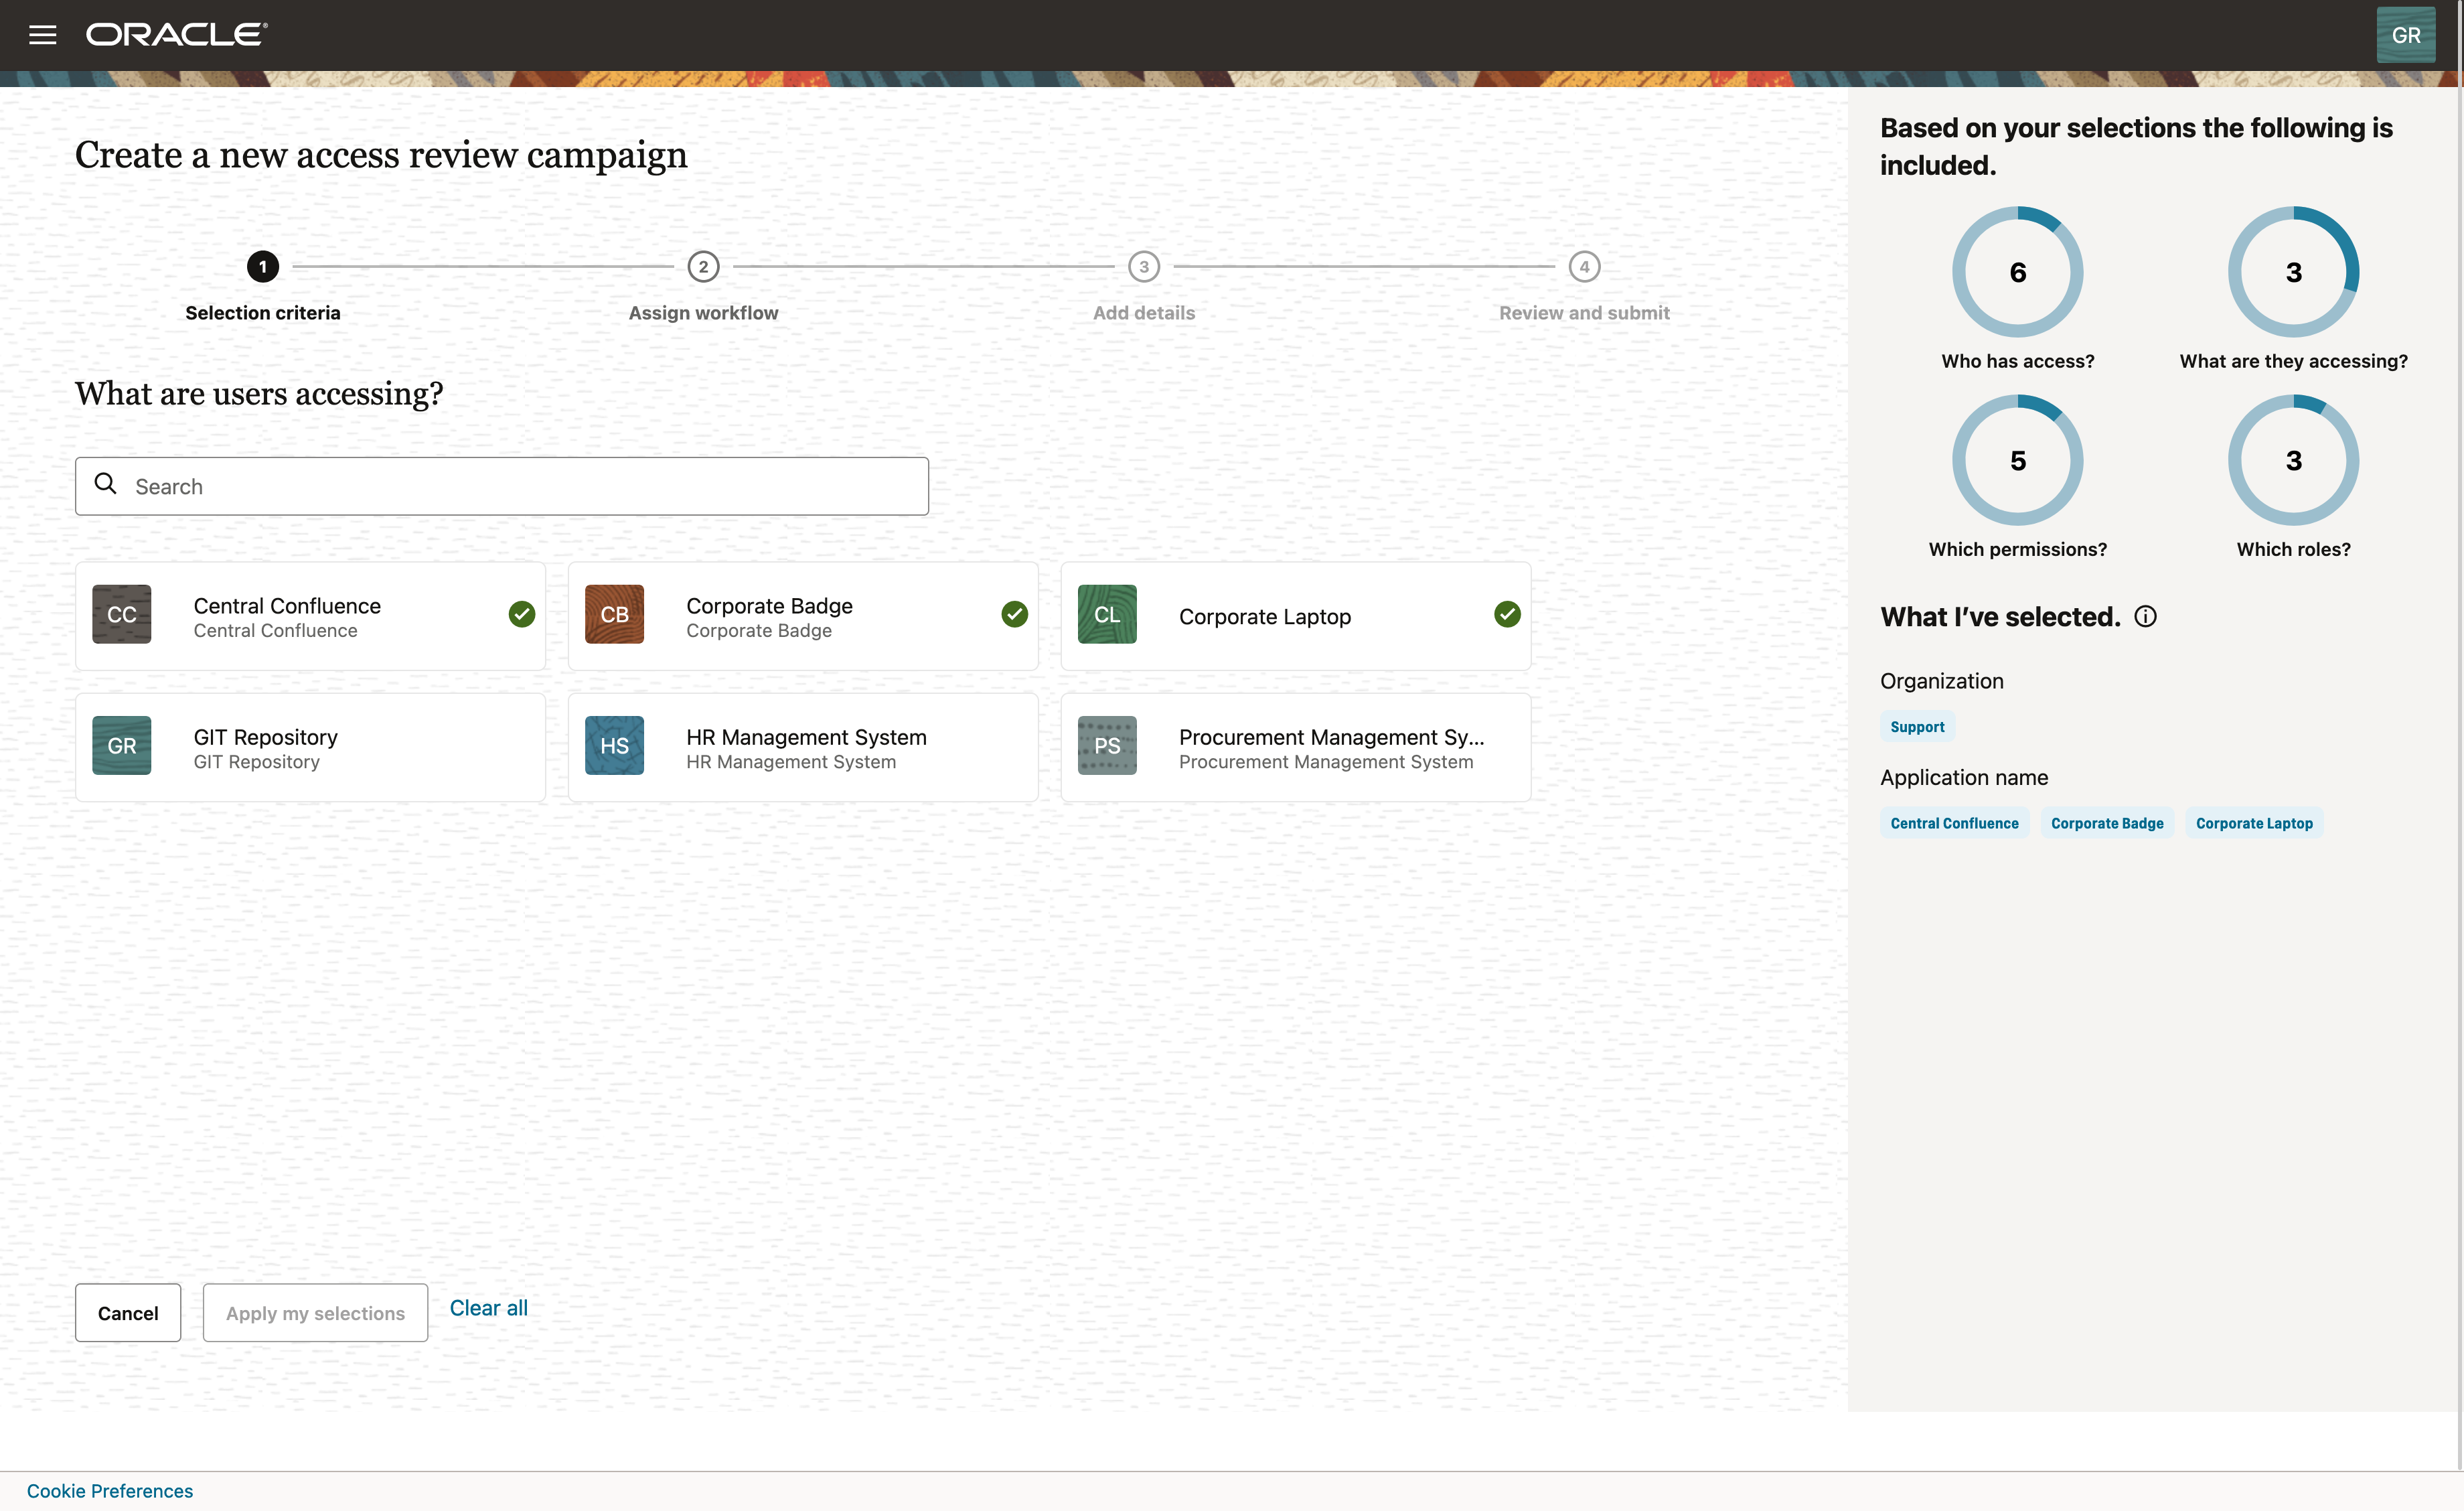 ORACLE®
GR
Create a new access review campaign
1
2
3
4
Selection criteria
Assign workflow
Add details
Review and submit
What are users accessing?
Search
CC
Central Confluence
Central Confluence
CB
Corporate Badge
Corporate Badge
CL
Corporate Laptop
GR
GIT Repository
GIT Repository
HS
HR Management System
HR Management System
PS
Procurement Management Sy...
Procurement Management System
Cancel
Apply my selections
Clear all
Based on your selections the following is
included.
6
Who has access?
3
What are they accessing?
5
Which permissions?
3
Which roles?
What I’ve selected.
Organization
Support
Application name
Central Confluence
Corporate Badge
Corporate Laptop
Cookie Preferences